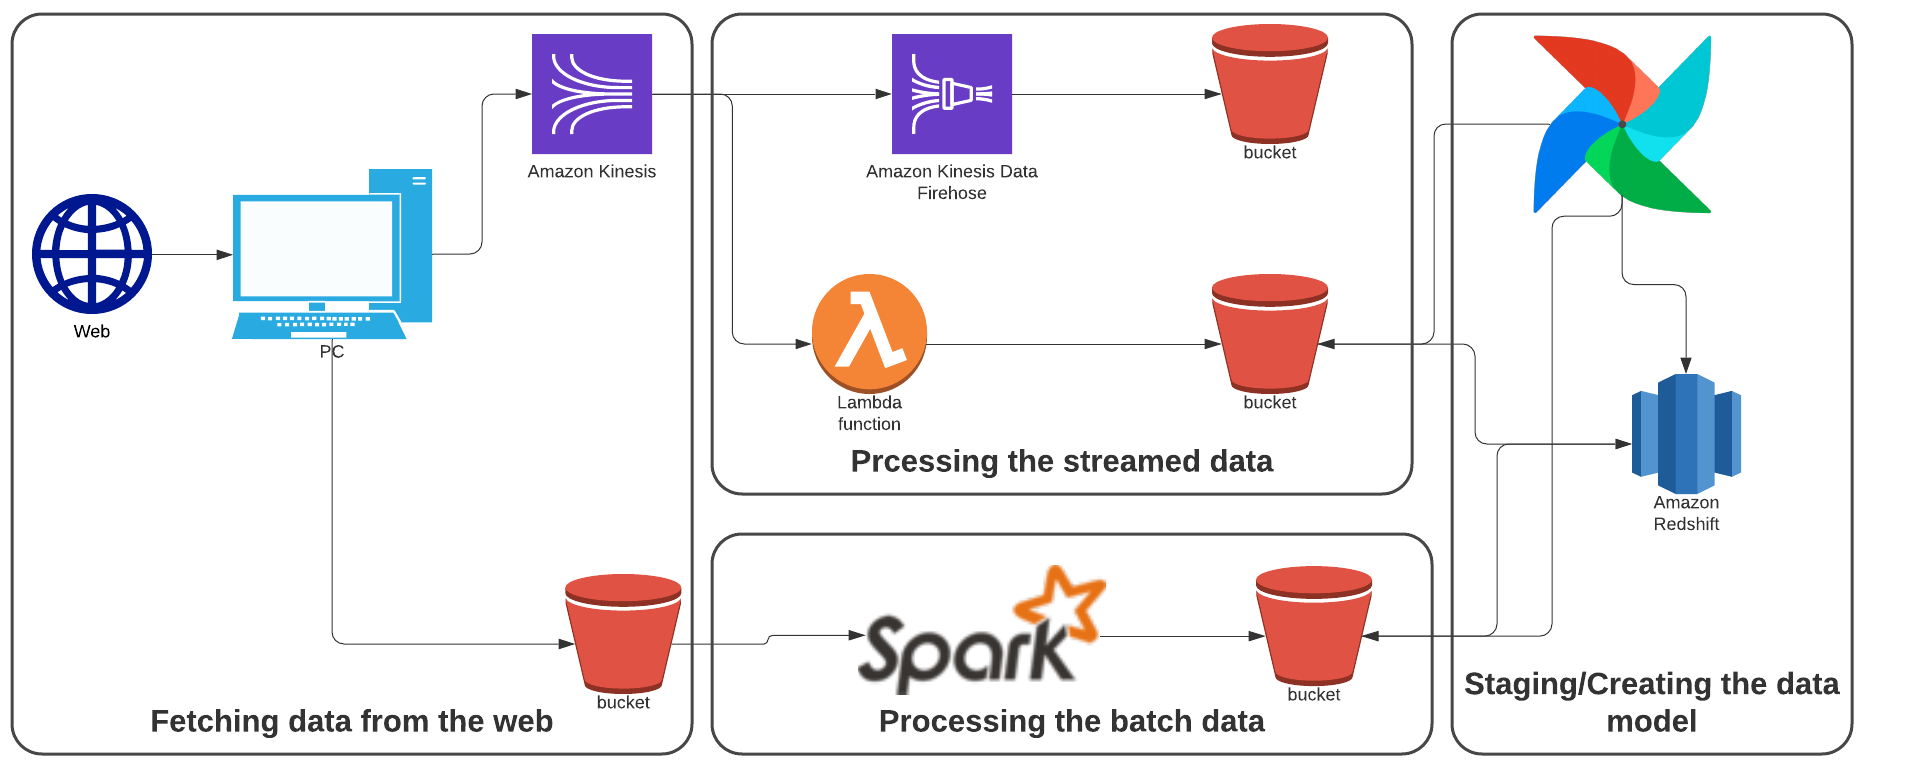 Web
PC
Amazon Kinesis
Amazon Kinesis Data
Firehose
bucket
Lambda
function
bucket
Prcessing the streamed data
bucket
Fetching data from the web
Spark
bucket
Processing the batch data
Amazon
Redshift
Staging/Creating the data
model